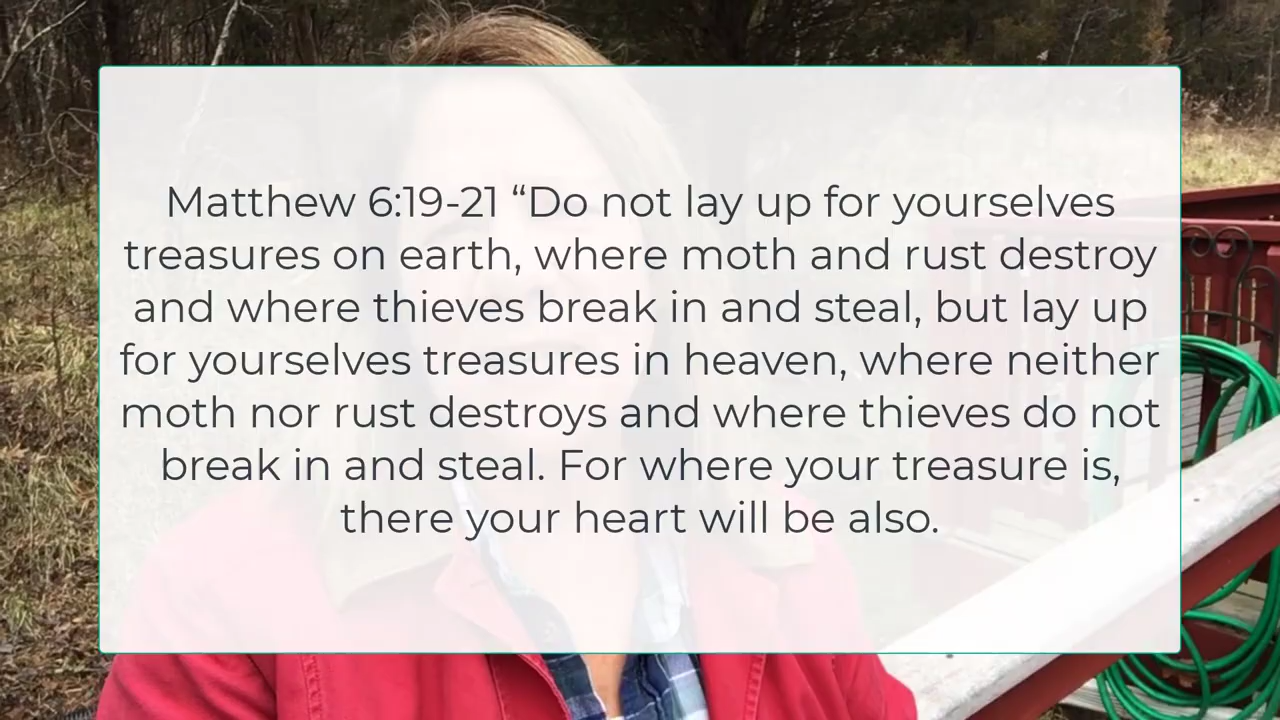 Matthew 6:19-21 “Do not lay up for yourselves
treasures on earth, where moth and rust destroy
and where thieves break in and steal, but lay up
for yourselves treasures in heaven, where neither
moth nor rust destroys and where thieves do not
break in and steal. For where your treasure is,
there your heart will be also.